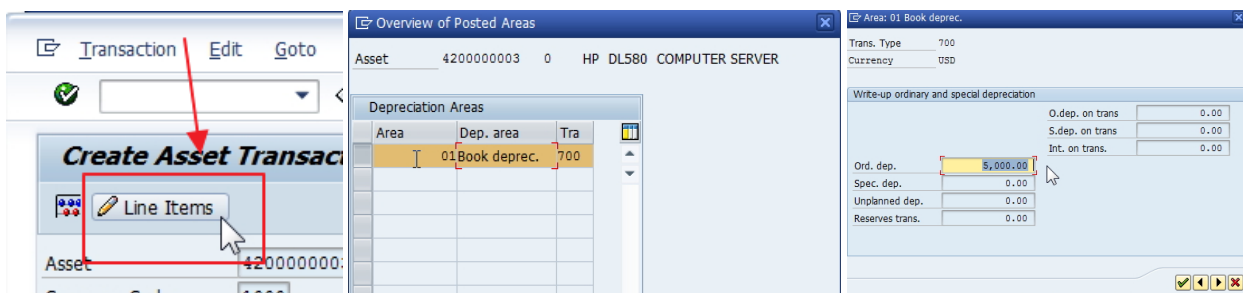 Transaction Edit Goto
Create Asset Transact
Line Items
Asset 420000000
Overview of Posted Areas
Asset 4200000003 0 HP DL580 COMPUTER SERVER
Depreciation Areas
Area Dep. area Tra
01 Book deprec. 700
Area: 01 Book deprec.
Trans. Type 700
Currency USD
Write-up ordinary and special depreciation
O.dep. on trans 0.00
S.dep. on trans 0.00
Int. on trans. 0.00
Ord. dep. 5,000.00
Spec. dep. 0.00
Unplanned dep. 0.00
Reserves trans. 0.00